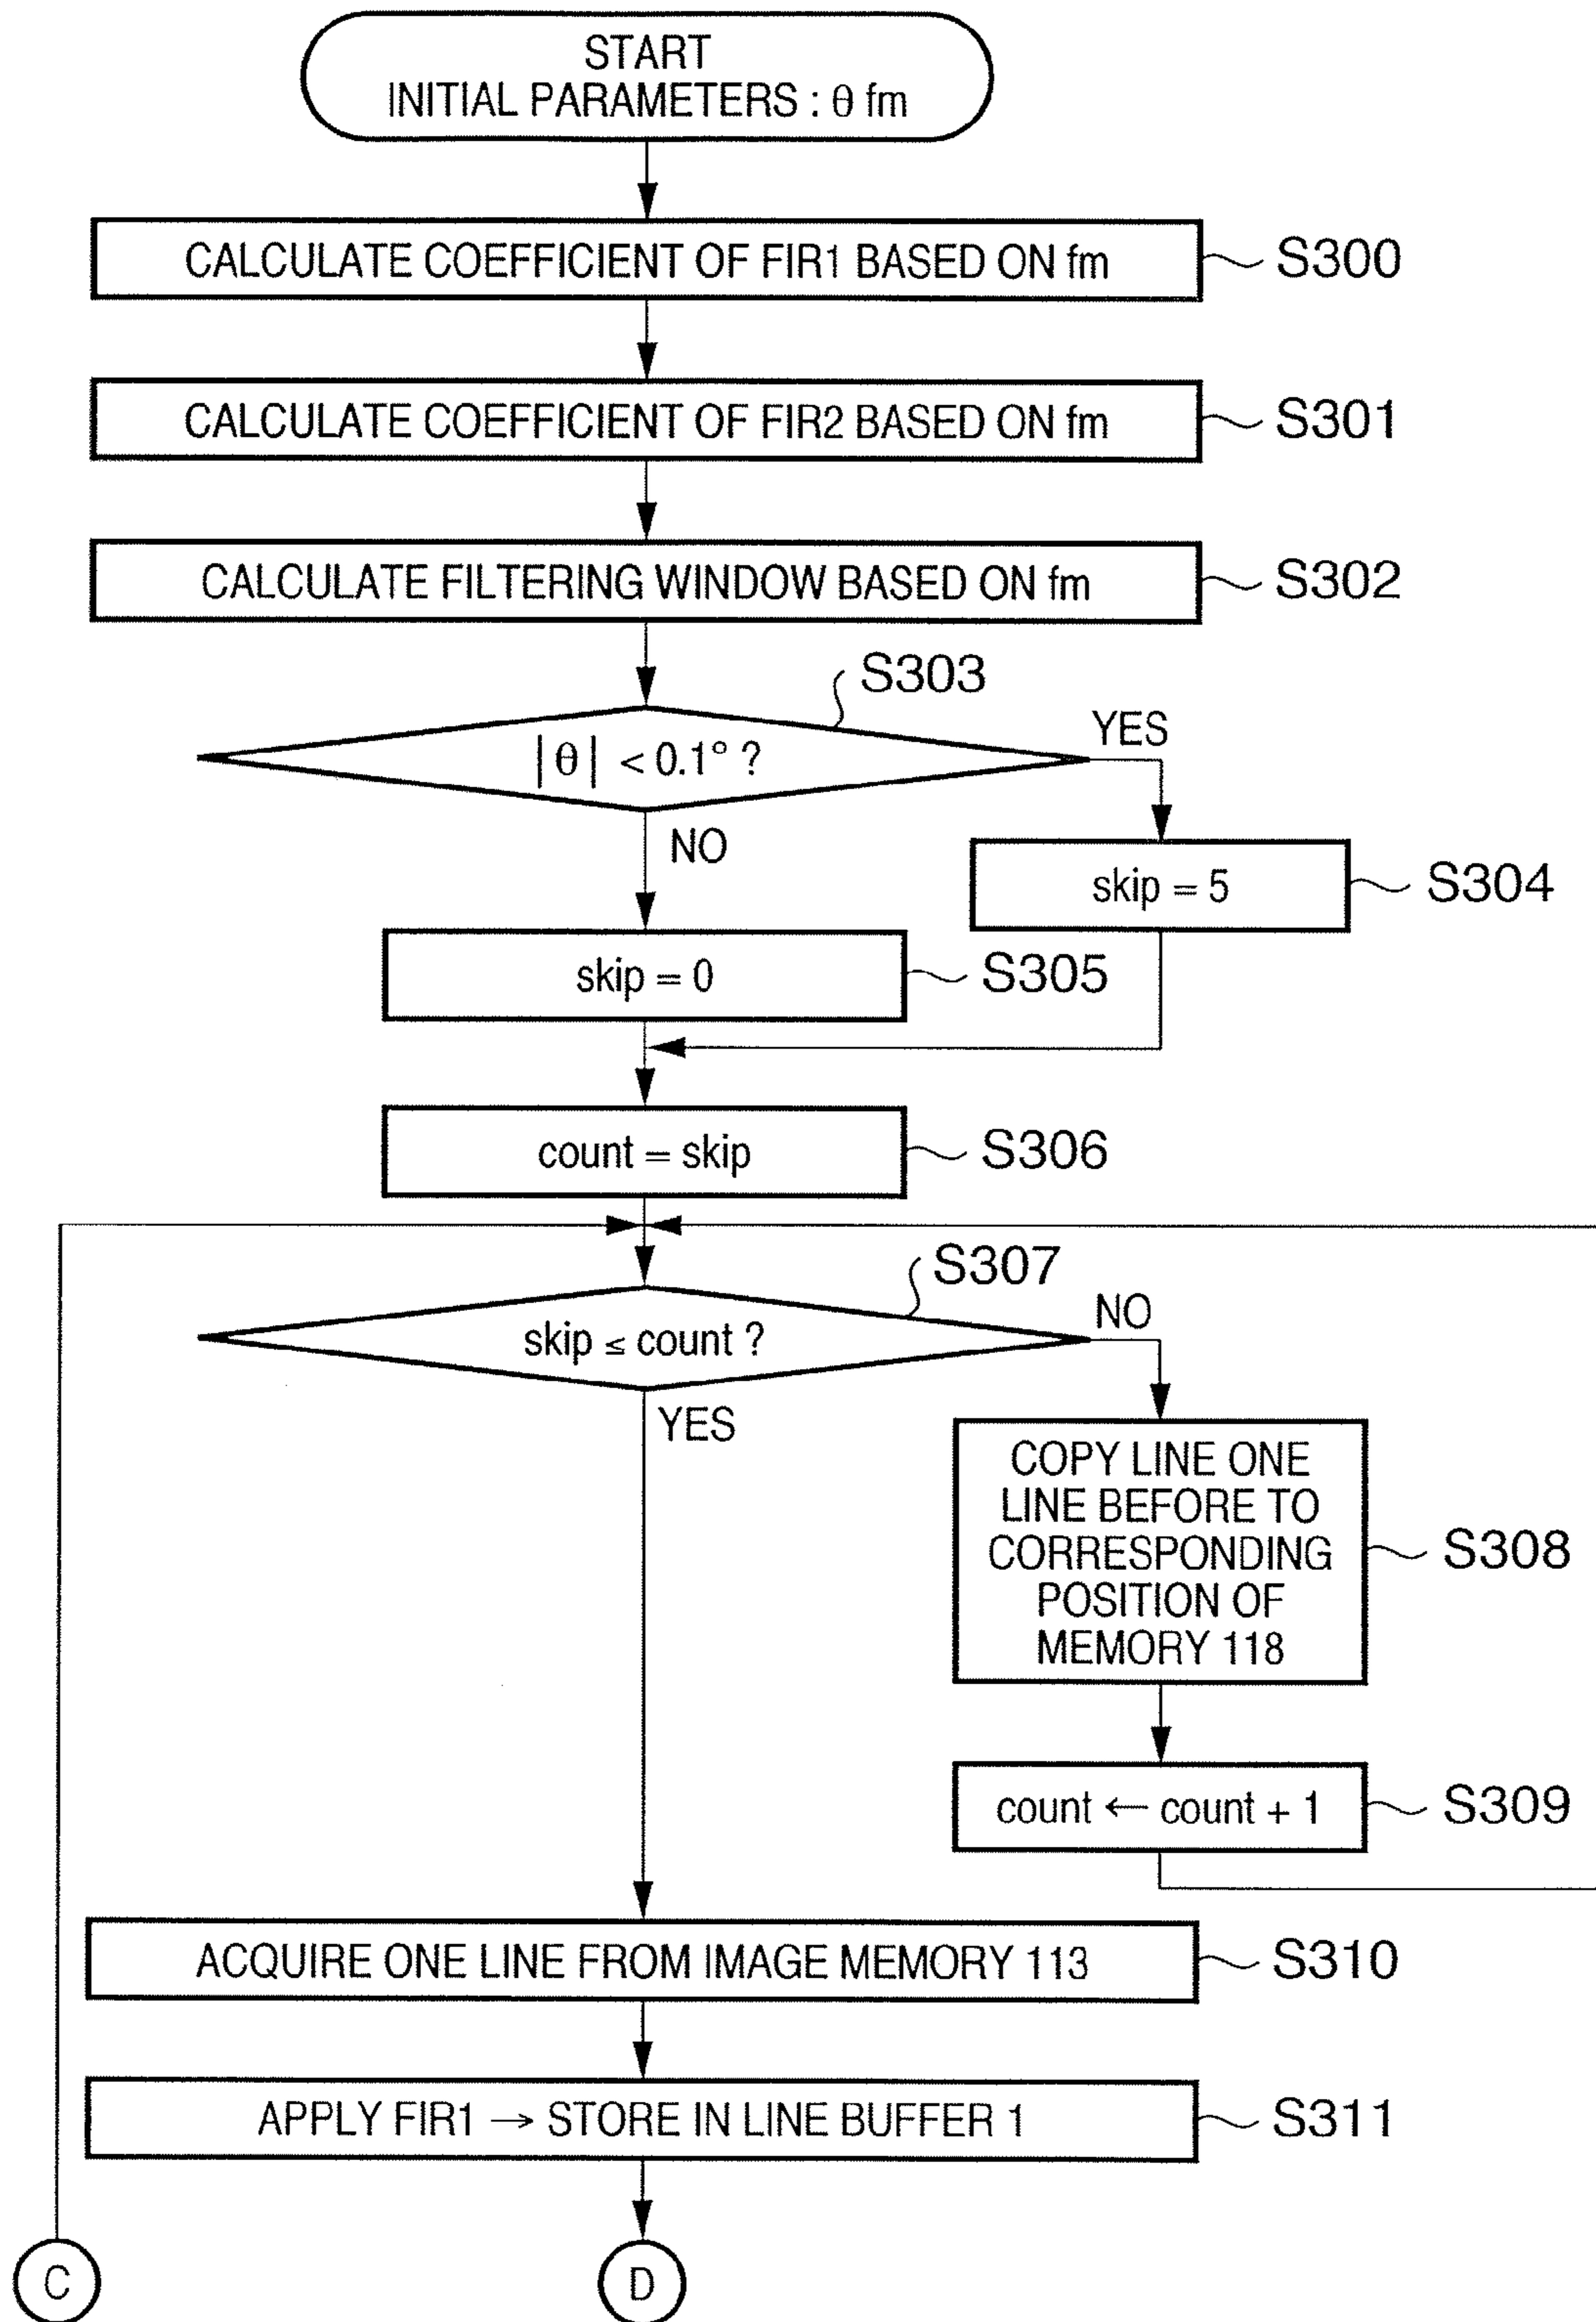 START
INITIAL PARAMETERS : θ fm
CALCULATE COEFFICIENT OF FIR1 BASED ON fm
S300
CALCULATE COEFFICIENT OF FIR2 BASED ON fm
S301
CALCULATE FILTERING WINDOW BASED ON fm
S302
S303
|θ| < 0.1° ?
YES
NO
skip = 5
S304
skip = 0
S305
count = skip
S306
S307
skip ≤ count ?
NO
YES
COPY LINE ONE
LINE BEFORE TO
CORRESPONDING
POSITION OF
MEMORY 118
S308
count ← count + 1
S309
ACQUIRE ONE LINE FROM IMAGE MEMORY 113
S310
APPLY FIR1 → STORE IN LINE BUFFER 1
S311
C
D